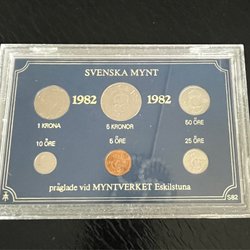 SVENSKA MYNT
1982 1982
1 KRONA 5 KRONOR 50 ÖRE
10 ÖRE 5 ÖRE 25 ÖRE
präglade vid MYNTVERKET Eskilstuna
S82